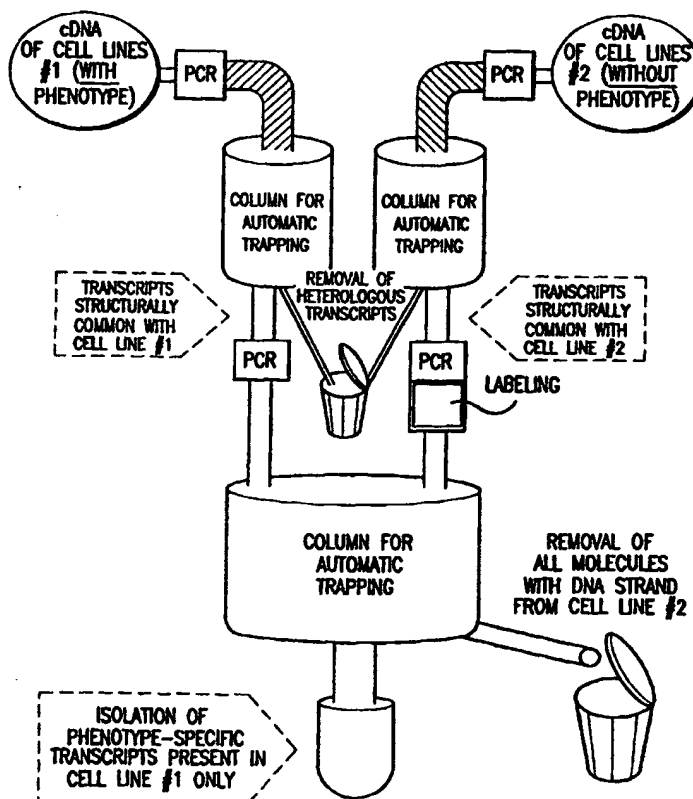 cDNA
OF CELL LINES
#1 (WITH
PHENOTYPE)
PCR
PCR
cDNA
OF CELL LINES
#2 (WITHOUT
PHENOTYPE)
COLUMN FOR
AUTOMATIC
TRAPPING
COLUMN FOR
AUTOMATIC
TRAPPING
REMOVAL OF
HETEROLOGOUS
TRANSCRIPTS
TRANSCRIPTS
STRUCTURALLY
COMMON WITH
CELL LINE #1
TRANSCRIPTS
STRUCTURALLY
COMMON WITH
CELL LINE #2
PCR
PCR
LABELING
COLUMN FOR
AUTOMATIC
TRAPPING
REMOVAL OF
ALL MOLECULES
WITH DNA STRAND
FROM CELL LINE #2
ISOLATION OF
PHENOTYPE-SPECIFIC
TRANSCRIPTS PRESENT IN
CELL LINE #1 ONLY